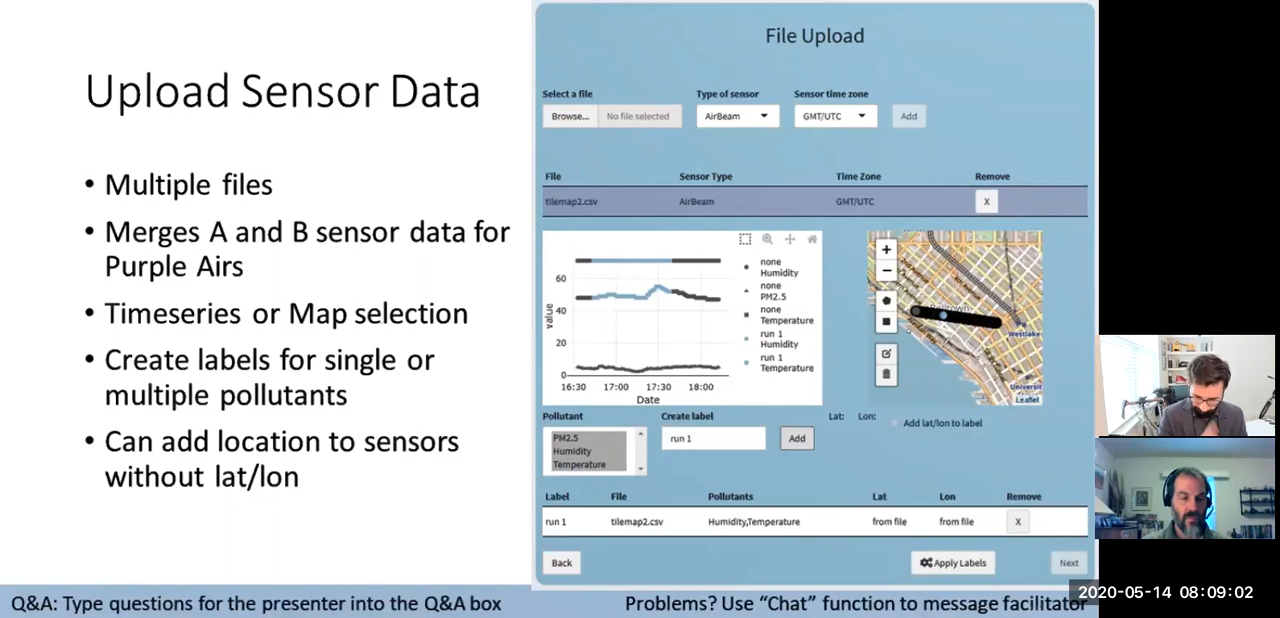 Upload Sensor Data
• Multiple files
• Merges A and B sensor data for
Purple Airs
• Timeseries or Map selection
• Create labels for single or
multiple pollutants
• Can add location to sensors
without lat/lon
File Upload
Select a file Type of sensor Sensor time zone
Browse... No file selected AirBeam GMT/UTC Add
File Sensor Type Time Zone Remove
tilemap2.csv AirBeam GMT/UTC X
value
60
40
20
0
16:30 17:00 17:30 18:00
Date
none
Humidity
none
PM2.5
none
Temperature
run 1
Humidity
run 1
Temperature
+
−
Westlake
Universit
Leaflet
Pollutant Create label Lat: Lon: Add lat/lon to label
PM2.5
Humidity
Temperature
run 1 Add
Label File Pollutants Lat Lon Remove
run 1 tilemap2.csv Humidity,Temperature from file from file X
Back Apply Labels Next
Q&A: Type questions for the presenter into the Q&A box
Problems? Use “Chat” function to message facilitator
2020-05-14 08:09:02